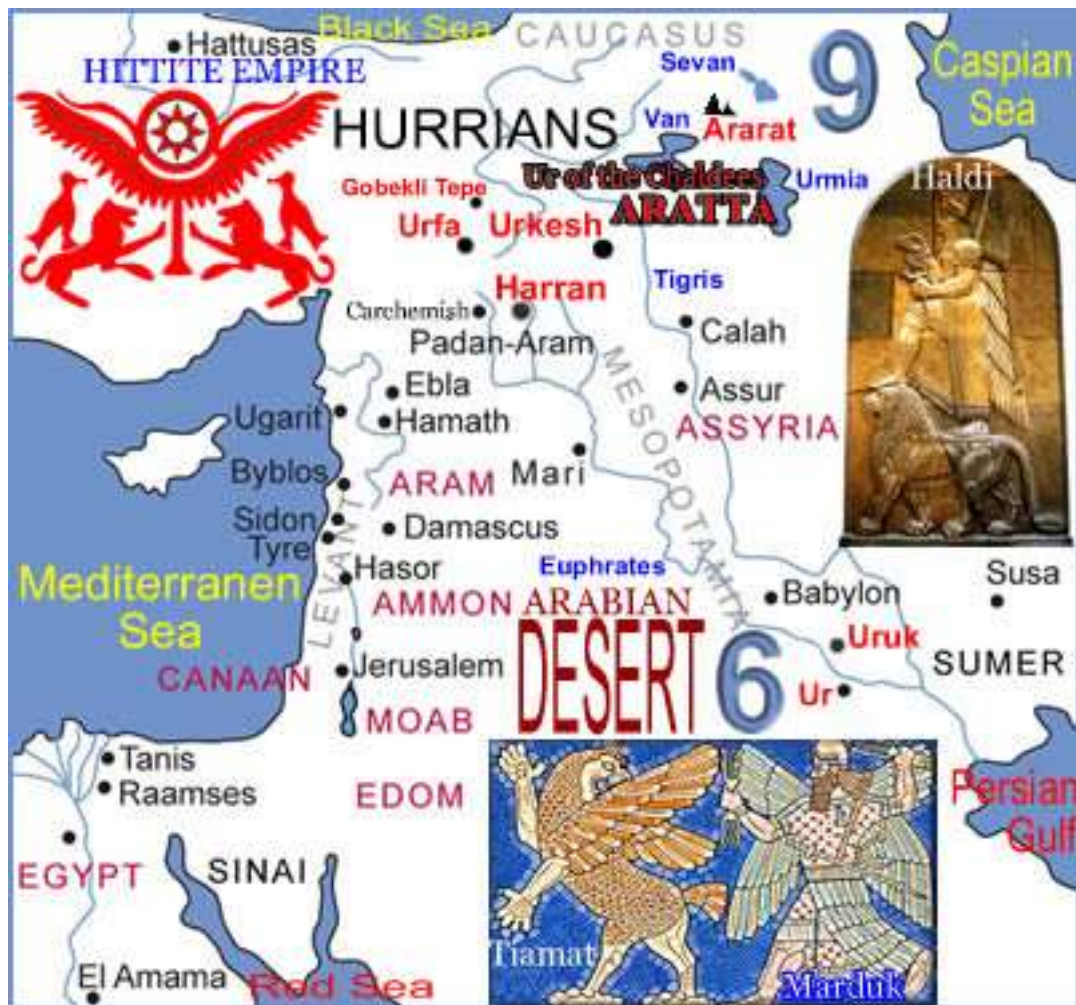 Black Sea
CAUCASUS
Hattusas
HITTITE EMPIRE
Sevan
9
Caspian
Sea
HURRIANS
Van
Ararat
Ur of the Chaldees
ARATTA
Urmia
Haldi
Gobekli Tepe
Urfa
Urkesh
Harran
Tigris
Carchemish
Padan-Aram
Calah
MESOPOTAMIA
Ebla
Assur
Ugarit
Hamath
ASSYRIA
Byblos
ARAM
Mari
LEVANT
Sidon
Damascus
Tyre
Hasor
Euphrates
Mediterranen
Sea
AMMON
ARABIAN
DESERT
Babylon
Susa
6
Uruk
SUMER
CANAAN
Jerusalem
Ur
MOAB
Tanis
Raamses
EDOM
Persian
Gulf
EGYPT
SINAI
Tiamat
Marduk
El Amama
Red Sea